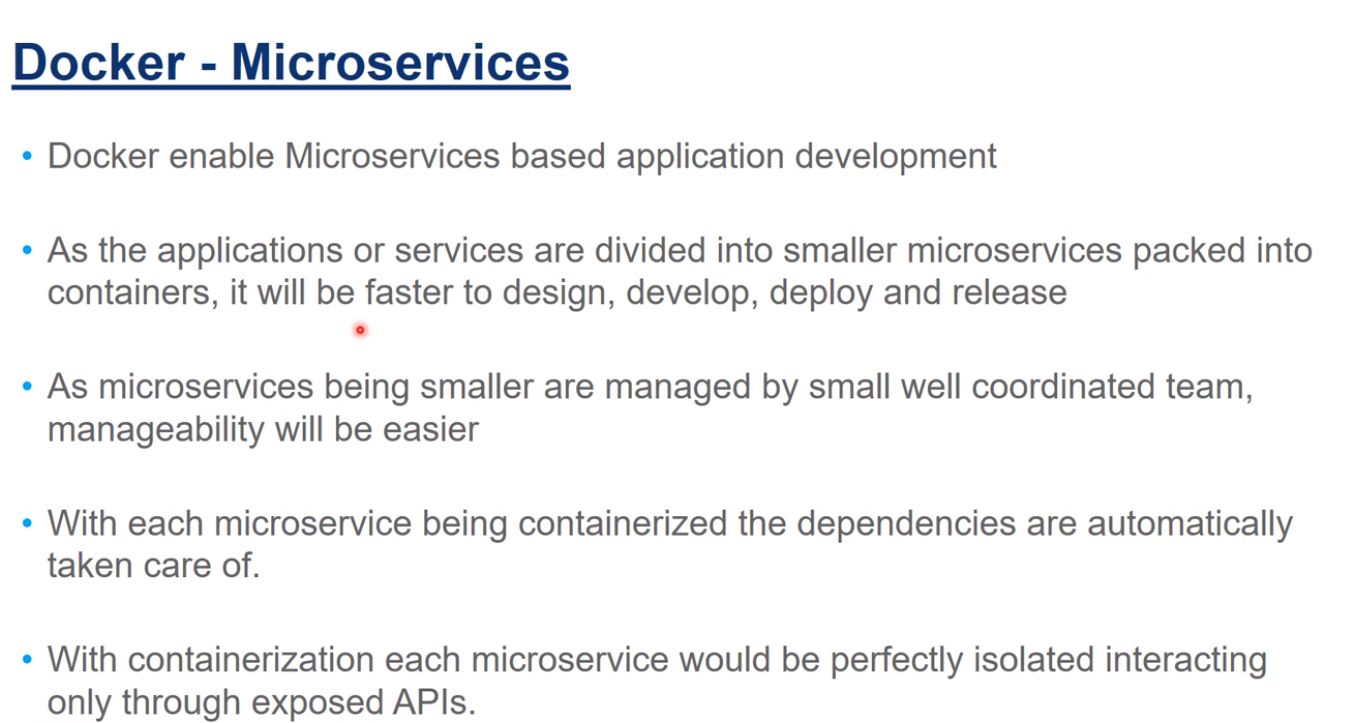 Docker - Microservices
• Docker enable Microservices based application development
• As the applications or services are divided into smaller microservices packed into
containers, it will be faster to design, develop, deploy and release
• As microservices being smaller are managed by small well coordinated team,
manageability will be easier
• With each microservice being containerized the dependencies are automatically
taken care of.
• With containerization each microservice would be perfectly isolated interacting
only through exposed APIs.